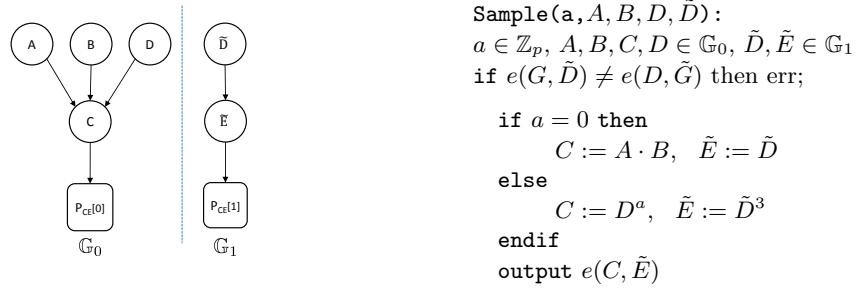 A B D D̃
C Ẽ
P_CE[0] P_CE[1]
𝔾₀ 𝔾₁
Sample(a,A, B, D, D̃):
a ∈ ℤ_p, A, B, C, D ∈ 𝔾₀, D̃, Ẽ ∈ 𝔾₁
if e(G, D̃) ≠ e(D, G̃) then err;
if a = 0 then
C := A · B, Ẽ := D̃
else
C := Dᵃ, Ẽ := D̃³
endif
output e(C, Ẽ)